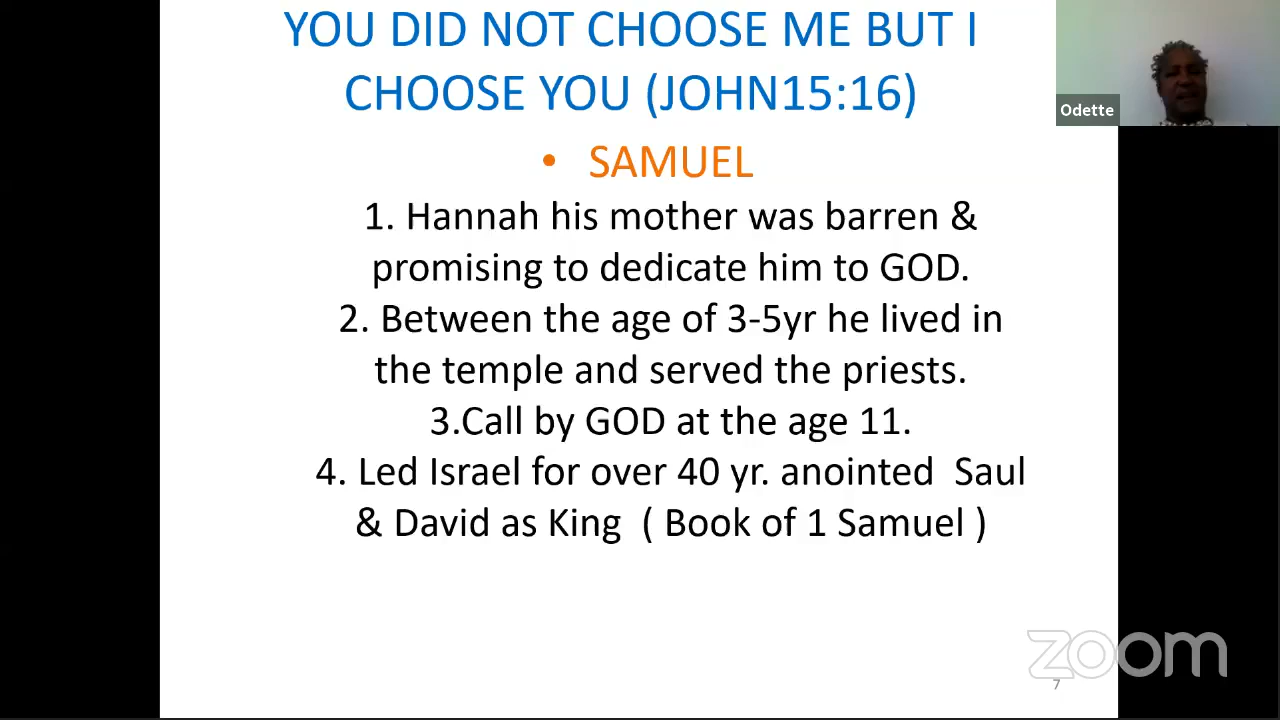 YOU DID NOT CHOOSE ME BUT I
CHOOSE YOU (JOHN15:16)
Odette
• SAMUEL
1. Hannah his mother was barren &
promising to dedicate him to GOD.
2. Between the age of 3-5yr he lived in
the temple and served the priests.
3.Call by GOD at the age 11.
4. Led Israel for over 40 yr. anointed  Saul
& David as King  ( Book of 1 Samuel )
zoom
7